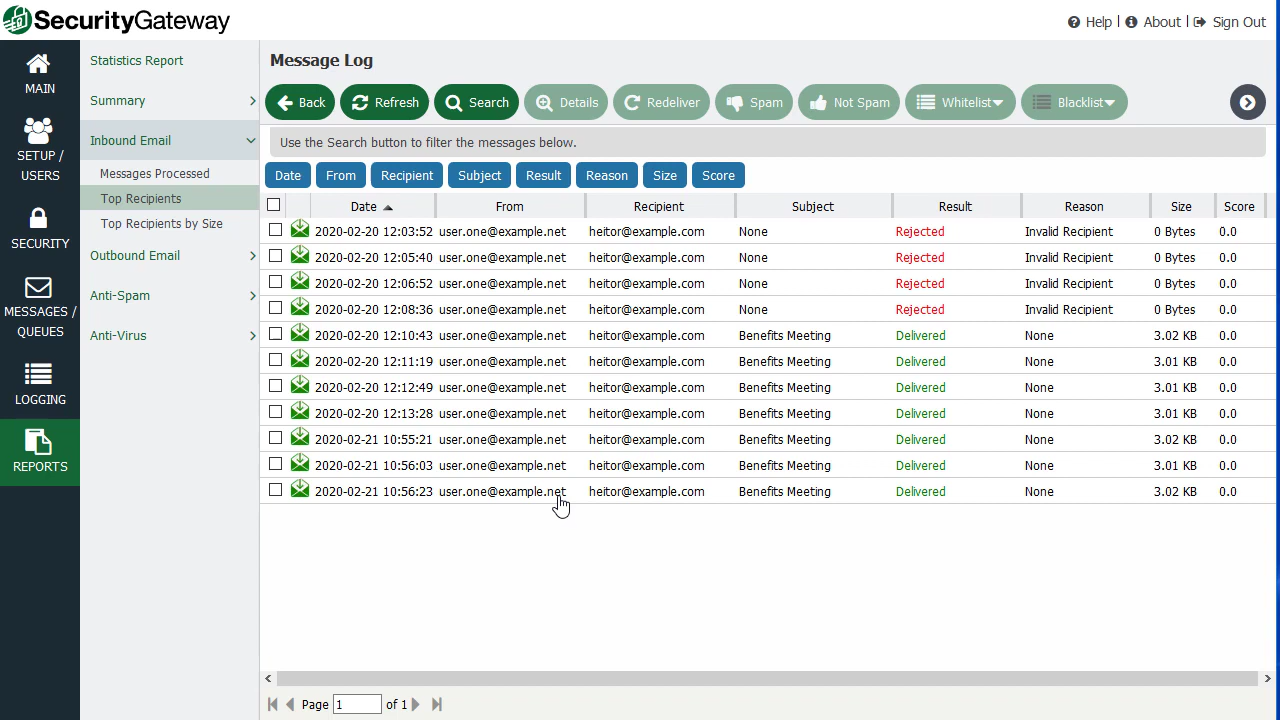 SecurityGateway
Help | About | Sign Out
MAIN
SETUP /
USERS
SECURITY
MESSAGES /
QUEUES
LOGGING
REPORTS
Statistics Report
Summary
Inbound Email
Messages Processed
Top Recipients
Top Recipients by Size
Outbound Email
Anti-Spam
Anti-Virus
Message Log
Back Refresh Search Details Redeliver Spam Not Spam Whitelist Blacklist
Use the Search button to filter the messages below.
Date From Recipient Subject Result Reason Size Score
Date From Recipient Subject Result Reason Size Score
2020-02-20 12:03:52 user.one@example.net heitor@example.com None Rejected Invalid Recipient 0 Bytes 0.0
2020-02-20 12:05:40 user.one@example.net heitor@example.com None Rejected Invalid Recipient 0 Bytes 0.0
2020-02-20 12:06:52 user.one@example.net heitor@example.com None Rejected Invalid Recipient 0 Bytes 0.0
2020-02-20 12:08:36 user.one@example.net heitor@example.com None Rejected Invalid Recipient 0 Bytes 0.0
2020-02-20 12:10:43 user.one@example.net heitor@example.com Benefits Meeting Delivered None 3.02 KB 0.0
2020-02-20 12:11:19 user.one@example.net heitor@example.com Benefits Meeting Delivered None 3.01 KB 0.0
2020-02-20 12:12:49 user.one@example.net heitor@example.com Benefits Meeting Delivered None 3.01 KB 0.0
2020-02-20 12:13:28 user.one@example.net heitor@example.com Benefits Meeting Delivered None 3.01 KB 0.0
2020-02-21 10:55:21 user.one@example.net heitor@example.com Benefits Meeting Delivered None 3.02 KB 0.0
2020-02-21 10:56:03 user.one@example.net heitor@example.com Benefits Meeting Delivered None 3.01 KB 0.0
2020-02-21 10:56:23 user.one@example.net heitor@example.com Benefits Meeting Delivered None 3.02 KB 0.0
Page 1 of 1